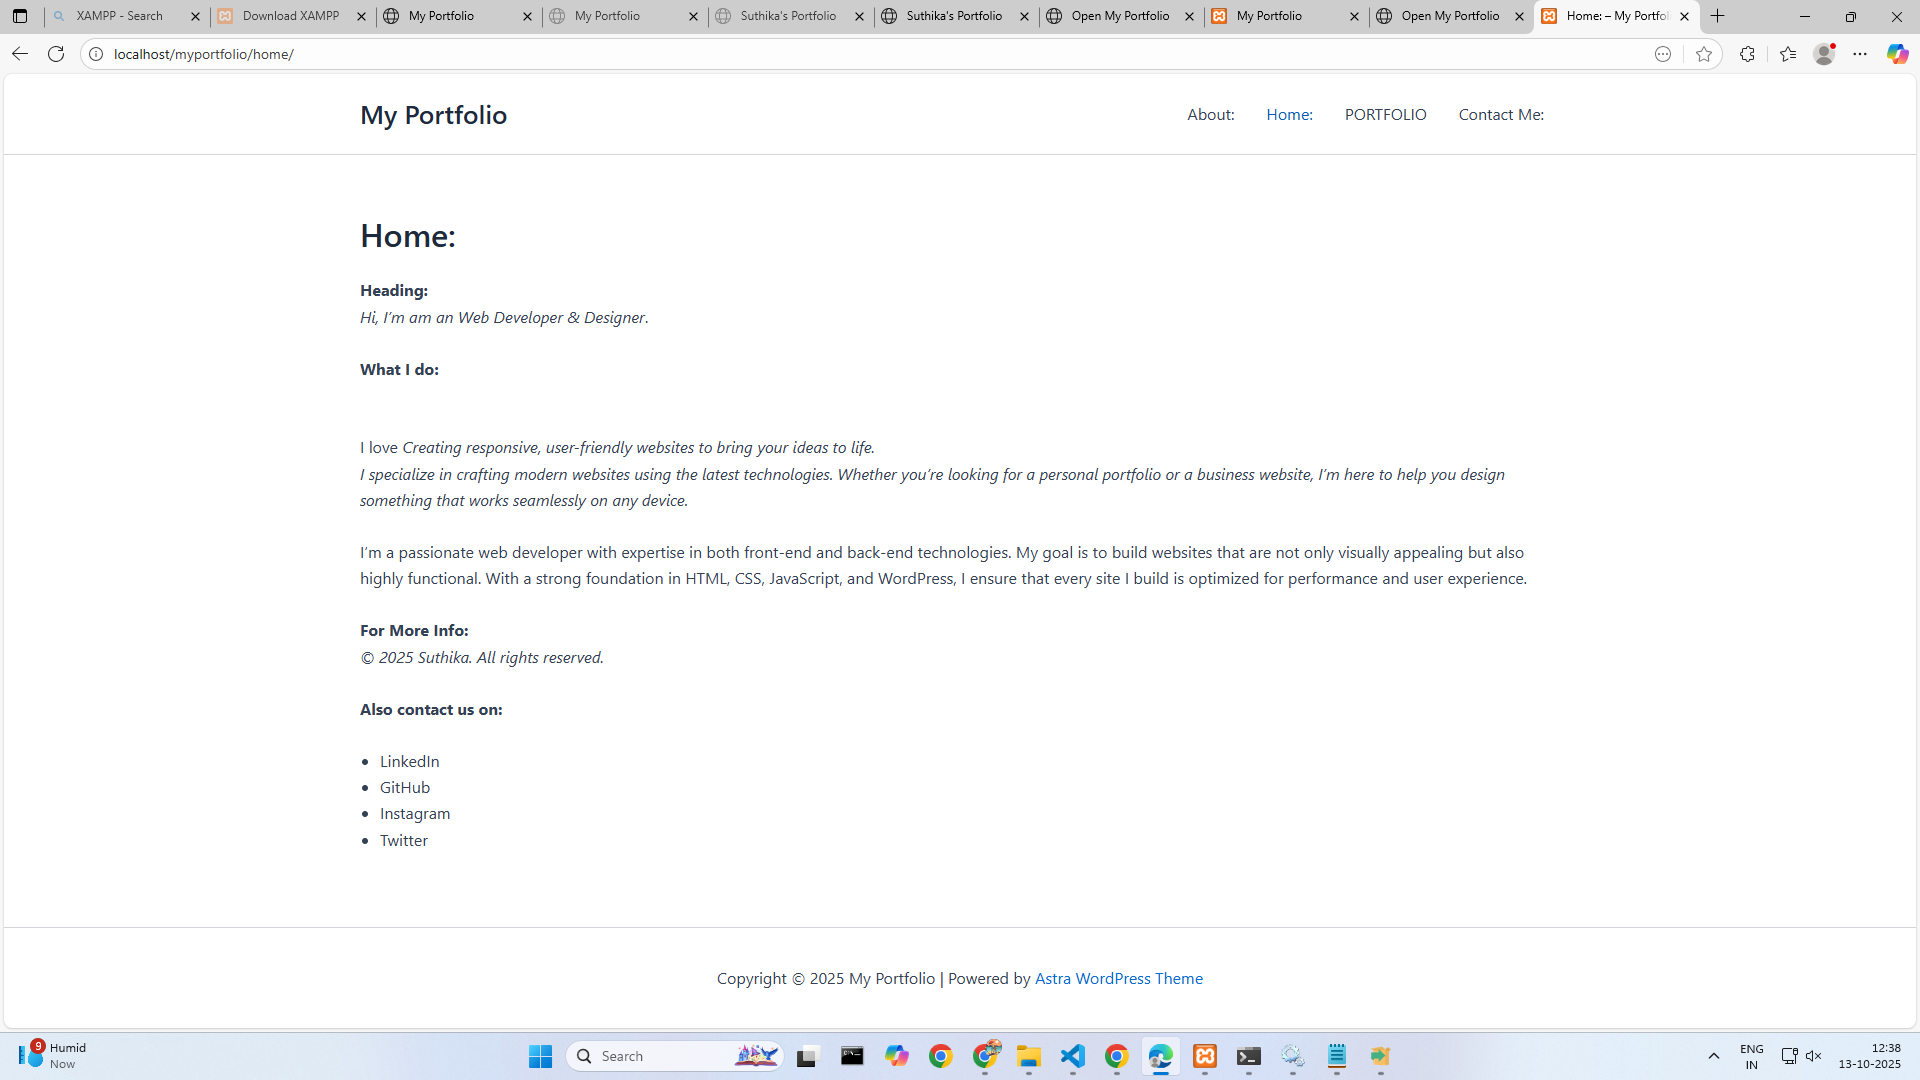 XAMPP - Search
Download XAMPP
My Portfolio
My Portfolio
Suthika's Portfolio
Suthika's Portfolio
Open My Portfolio
My Portfolio
Open My Portfolio
Home: – My Portfol
localhost/myportfolio/home/
My Portfolio
About:
Home:
PORTFOLIO
Contact Me:
Home:
Heading:
Hi, I’m am an Web Developer & Designer.
What I do:
I love Creating responsive, user-friendly websites to bring your ideas to life.
I specialize in crafting modern websites using the latest technologies. Whether you’re looking for a personal portfolio or a business website, I’m here to help you design
something that works seamlessly on any device.
I’m a passionate web developer with expertise in both front-end and back-end technologies. My goal is to build websites that are not only visually appealing but also
highly functional. With a strong foundation in HTML, CSS, JavaScript, and WordPress, I ensure that every site I build is optimized for performance and user experience.
For More Info:
© 2025 Suthika. All rights reserved.
Also contact us on:
• LinkedIn
• GitHub
• Instagram
• Twitter
Copyright © 2025 My Portfolio | Powered by Astra WordPress Theme
9
Humid
Now
Search
ENG
IN
12:38
13-10-2025